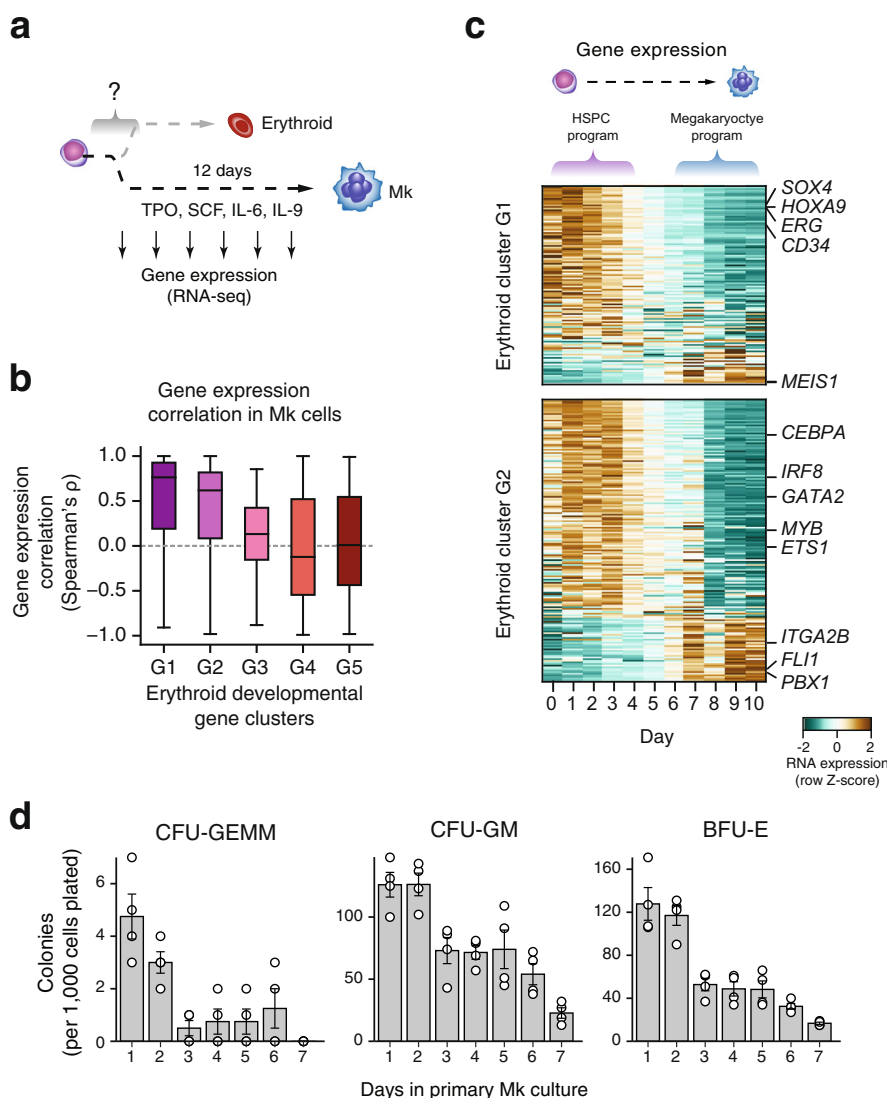 a
?
Erythroid
12 days
Mk
TPO, SCF, IL-6, IL-9
Gene expression
(RNA-seq)
b
Gene expression
correlation in Mk cells
Gene expression
correlation
(Spearman's ρ)
1.0
0.5
0.0
−0.5
−1.0
G1 G2 G3 G4 G5
Erythroid developmental
gene clusters
c
Gene expression
HSPC
program
Megakaryoctye
program
Erythroid cluster G1
SOX4
HOXA9
ERG
CD34
MEIS1
Erythroid cluster G2
CEBPA
IRF8
GATA2
MYB
ETS1
ITGA2B
FLI1
PBX1
0 1 2 3 4 5 6 7 8 9 10
Day
-2 0 2
RNA expression
(row Z-score)
d
Colonies
(per 1,000 cells plated)
CFU-GEMM
6
4
2
0
1 2 3 4 5 6 7
CFU-GM
100
50
0
1 2 3 4 5 6 7
BFU-E
160
120
80
40
0
1 2 3 4 5 6 7
Days in primary Mk culture